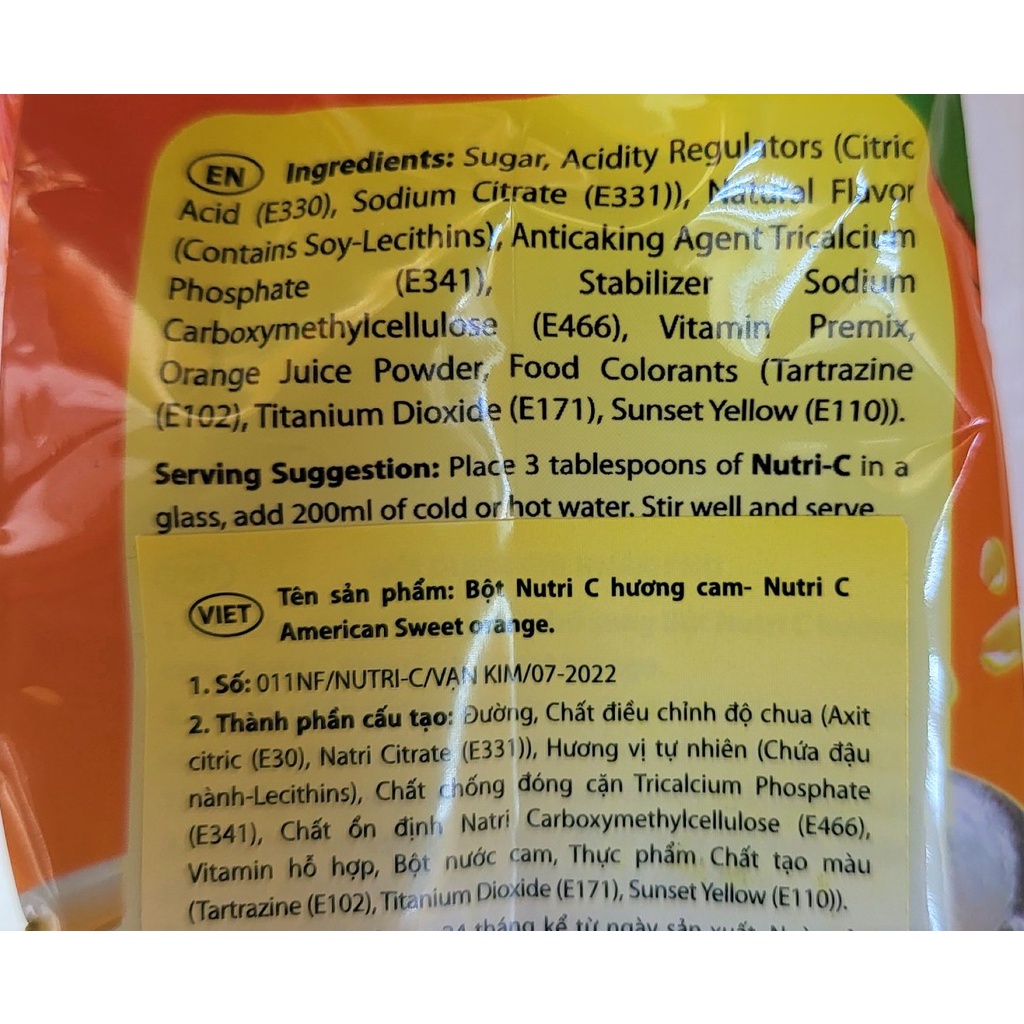 EN Ingredients: Sugar, Acidity Regulators (Citric
Acid (E330), Sodium Citrate (E331)), Natural Flavor
(Contains Soy-Lecithins), Anticaking Agent Tricalcium
Phosphate (E341), Stabilizer Sodium
Carboxymethylcellulose (E466), Vitamin Premix,
Orange Juice Powder, Food Colorants (Tartrazine
(E102), Titanium Dioxide (E171), Sunset Yellow (E110)).
Serving Suggestion: Place 3 tablespoons of Nutri-C in a
glass, add 200ml of cold or hot water. Stir well and serve
VIET Tên sản phẩm: Bột Nutri C hương cam- Nutri C
American Sweet orange.
1. Số: 011NF/NUTRI-C/VẠN KIM/07-2022
2. Thành phần cấu tạo: Đường, Chất điều chỉnh độ chua (Axit
citric (E30), Natri Citrate (E331)), Hương vị tự nhiên (Chứa đậu
nành-Lecithins), Chất chống đóng cặn Tricalcium Phosphate
(E341), Chất ổn định Natri Carboxymethylcellulose (E466),
Vitamin hỗ hợp, Bột nước cam, Thực phẩm Chất tạo màu
(Tartrazine (E102), Titanium Dioxide (E171), Sunset Yellow (E110)).
24 tháng kể từ ngày sản xuất.